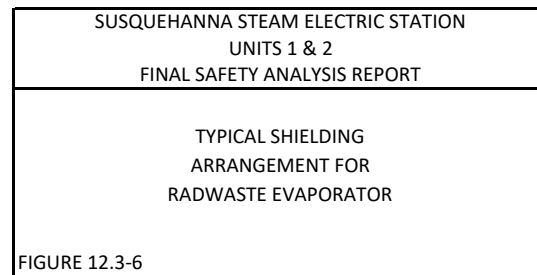 SUSQUEHANNA STEAM ELECTRIC STATION
UNITS 1 & 2
FINAL SAFETY ANALYSIS REPORT
TYPICAL SHIELDING
ARRANGEMENT FOR
RADWASTE EVAPORATOR
FIGURE 12.3-6